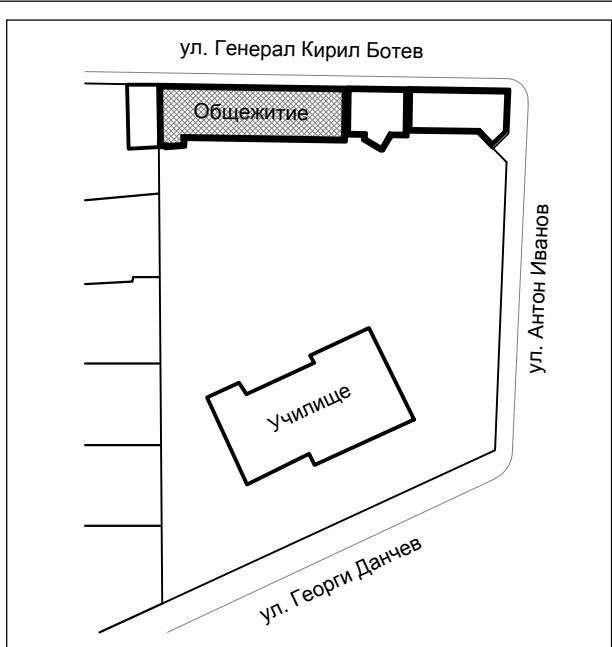 ул. Генерал Кирил Ботев
Общежитие
ул. Антон Иванов
Училище
ул. Георги Данчев